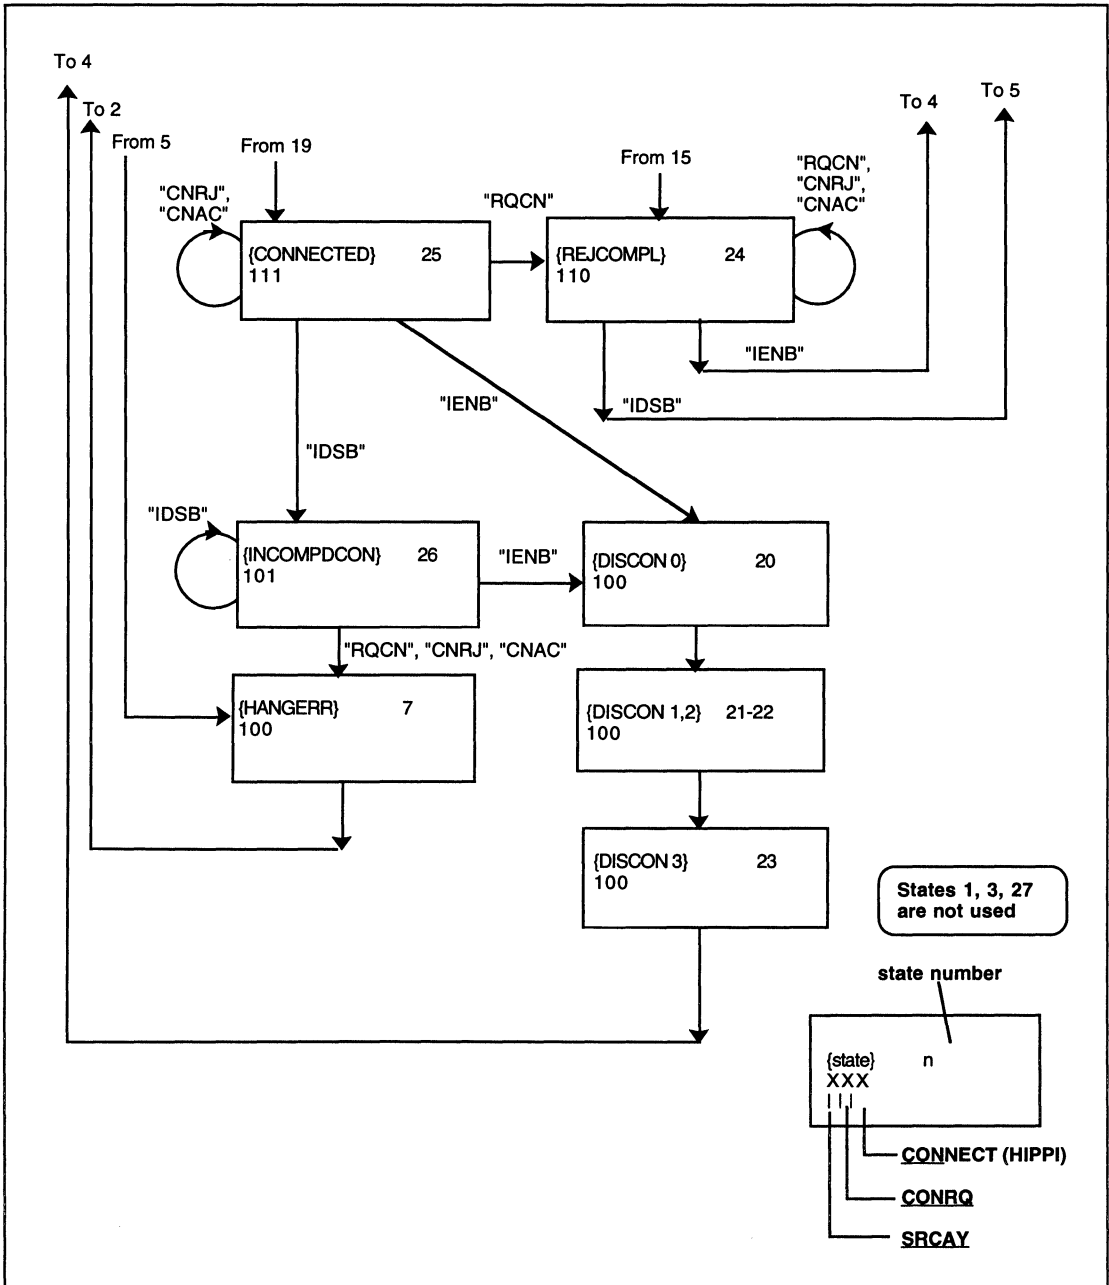 To 4
To 2
From 5
From 19
From 15
To 4
To 5
"CNRJ",
"CNAC"
"RQCN"
"RQCN",
"CNRJ",
"CNAC"
{CONNECTED} 25
111
{REJCOMPL} 24
110
"IENB"
"IDSB"
"IENB"
"IDSB"
"IDSB"
{INCOMPDCON} 26
101
"IENB"
{DISCON 0} 20
100
"RQCN", "CNRJ", "CNAC"
{HANGERR} 7
100
{DISCON 1,2} 21-22
100
{DISCON 3} 23
100
States 1, 3, 27
are not used
state number
{state} n
XXX
CONNECT (HIPPI)
CONRQ
SRCAY